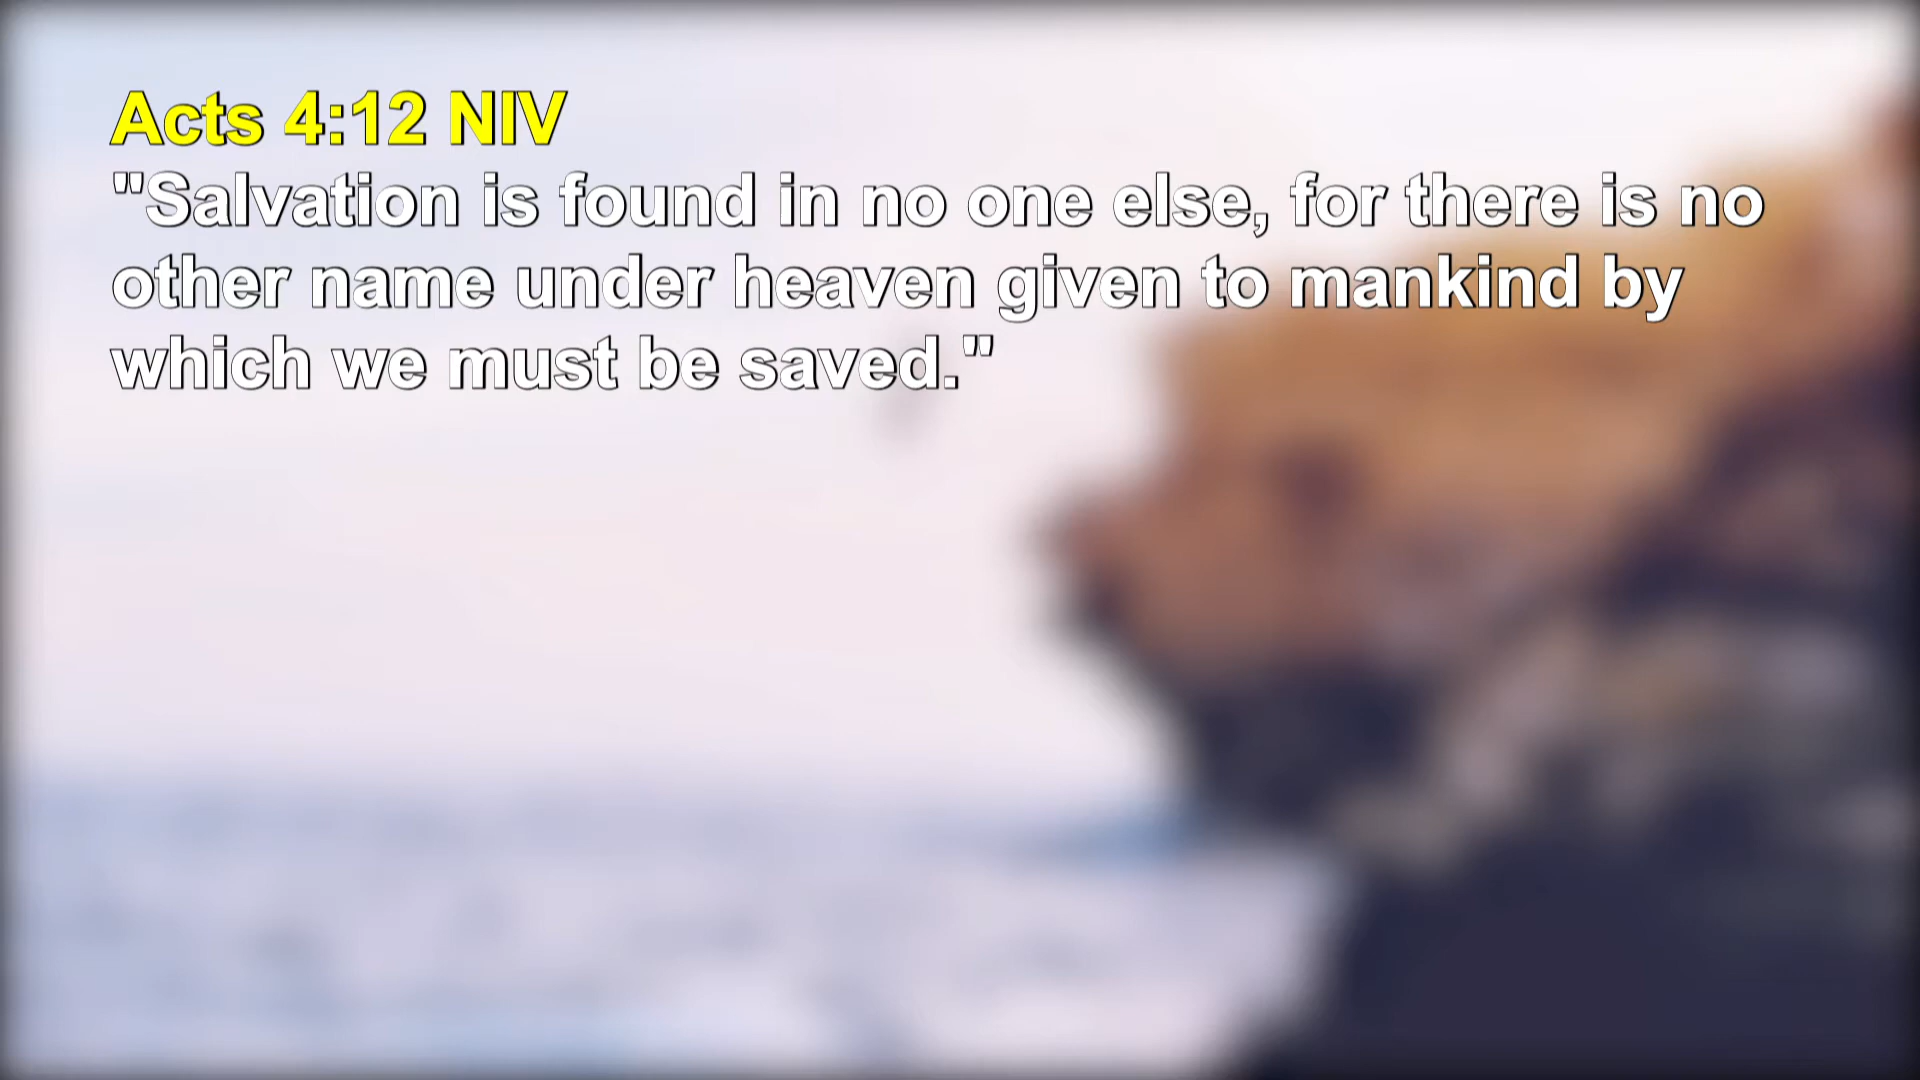 Acts 4:12 NIV
"Salvation is found in no one else, for there is no
other name under heaven given to mankind by
which we must be saved."